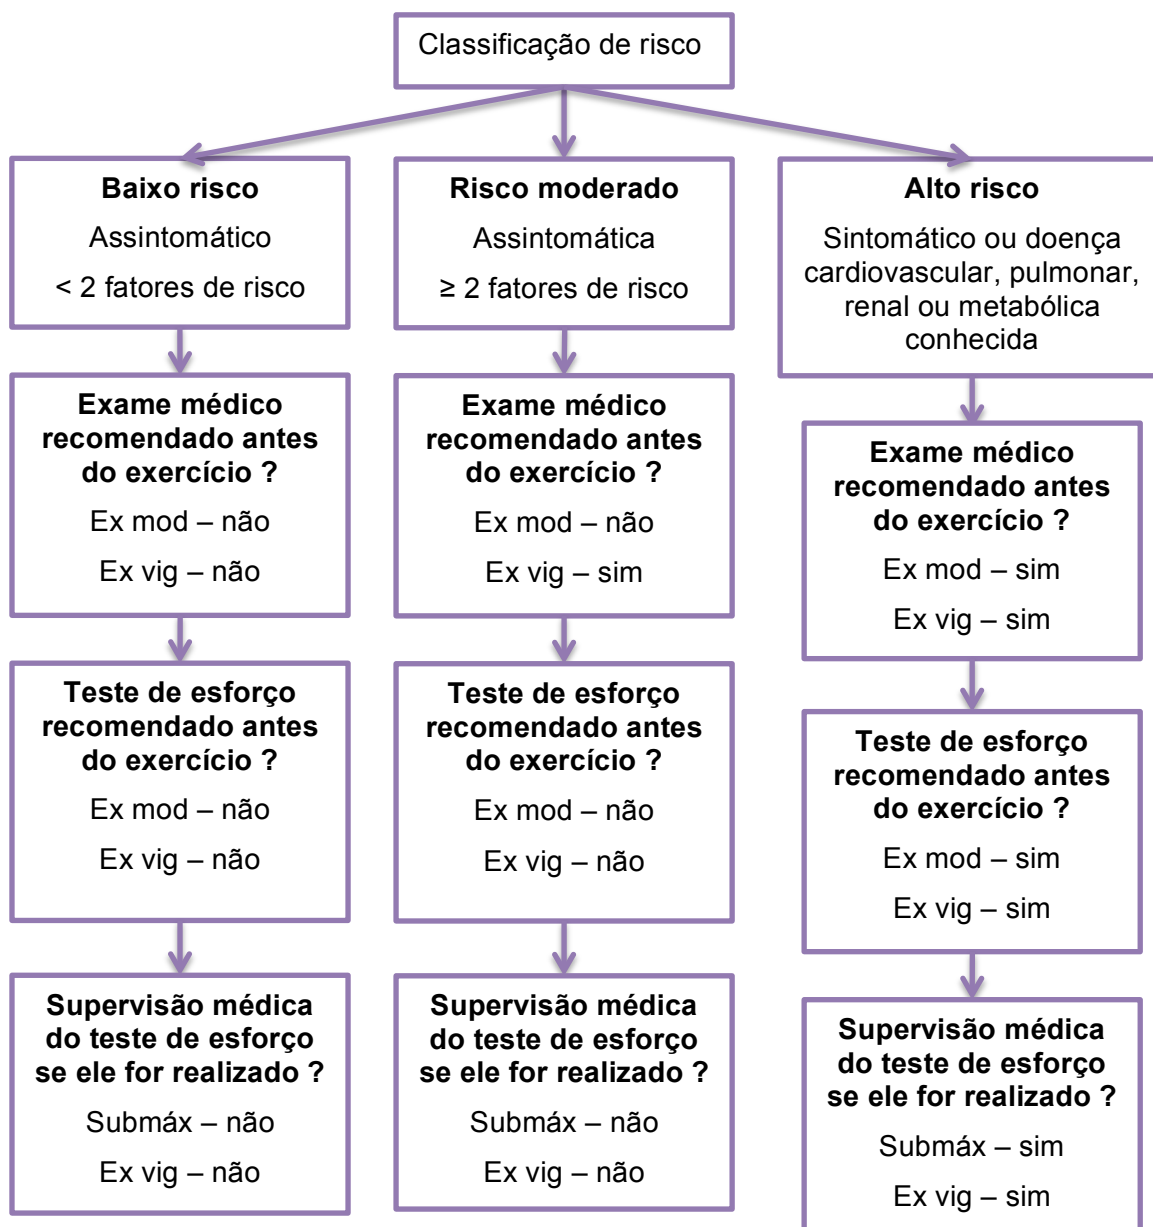 Classificação de risco
Baixo risco
Assintomático
< 2 fatores de risco
Exame médico
recomendado antes
do exercício ?
Ex mod – não
Ex vig – não
Teste de esforço
recomendado antes
do exercício ?
Ex mod – não
Ex vig – não
Supervisão médica
do teste de esforço
se ele for realizado ?
Submáx – não
Ex vig – não
Risco moderado
Assintomática
≥ 2 fatores de risco
Exame médico
recomendado antes
do exercício ?
Ex mod – não
Ex vig – sim
Teste de esforço
recomendado antes
do exercício ?
Ex mod – não
Ex vig – não
Supervisão médica
do teste de esforço
se ele for realizado ?
Submáx – não
Ex vig – não
Alto risco
Sintomático ou doença
cardiovascular, pulmonar,
renal ou metabólica
conhecida
Exame médico
recomendado antes
do exercício ?
Ex mod – sim
Ex vig – sim
Teste de esforço
recomendado antes
do exercício ?
Ex mod – sim
Ex vig – sim
Supervisão médica
do teste de esforço
se ele for realizado ?
Submáx – sim
Ex vig – sim